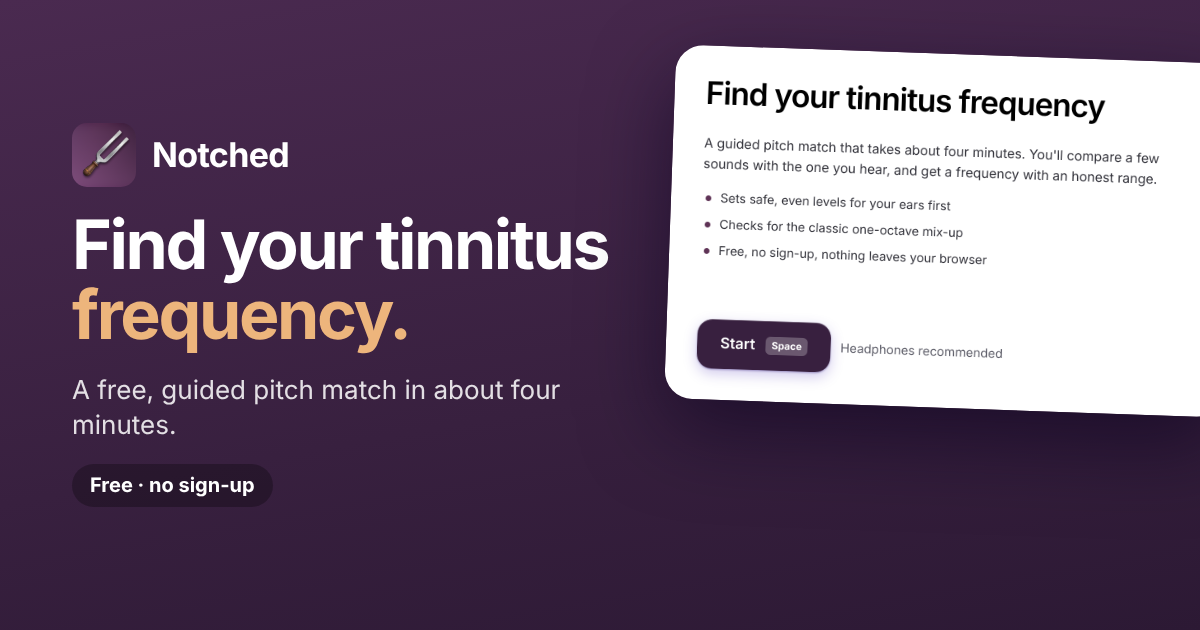 Notched
Find your tinnitus
frequency.
A free, guided pitch match in about four
minutes.
Free · no sign-up
Find your tinnitus frequency
A guided pitch match that takes about four minutes. You'll compare a few
sounds with the one you hear, and get a frequency with an honest range.
• Sets safe, even levels for your ears first
• Checks for the classic one-octave mix-up
• Free, no sign-up, nothing leaves your browser
Start Space Headphones recommended